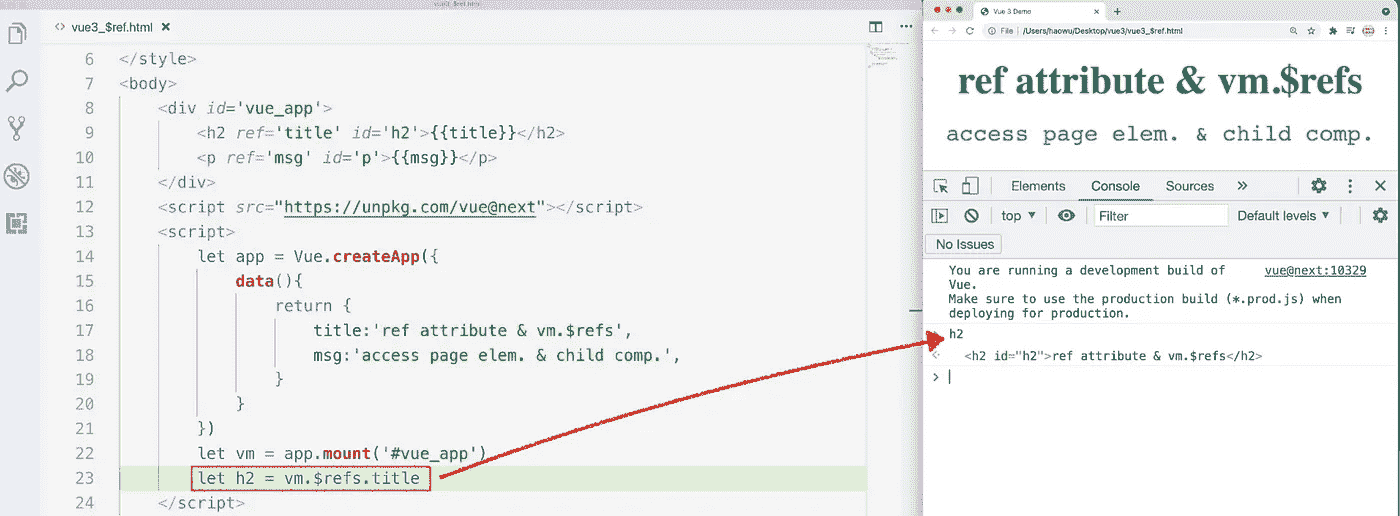 vue3_$ref.html
<> vue3_$ref.html ×
6 </style>
7 <body>
8 <div id='vue_app'>
9 <h2 ref='title' id='h2'>{{title}}</h2>
10 <p ref='msg' id='p'>{{msg}}</p>
11 </div>
12 <script src="https://unpkg.com/vue@next"></script>
13 <script>
14 let app = Vue.createApp({
15 data(){
16 return {
17 title:'ref attribute & vm.$refs',
18 msg:'access page elem. & child comp.',
19 }
20 }
21 })
22 let vm = app.mount('#vue_app')
23 let h2 = vm.$refs.title
24 </script>
Vue 3 Demo
File | /Users/haowu/Desktop/vue3/vue3_$ref.html
ref attribute & vm.$refs
access page elem. & child comp.
Elements Console Sources »
top ▼ Filter Default levels ▼
No Issues
You are running a development build of vue@next:10329
Vue.
Make sure to use the production build (*.prod.js) when
deploying for production.
h2
<h2 id="h2">ref attribute & vm.$refs</h2>
>